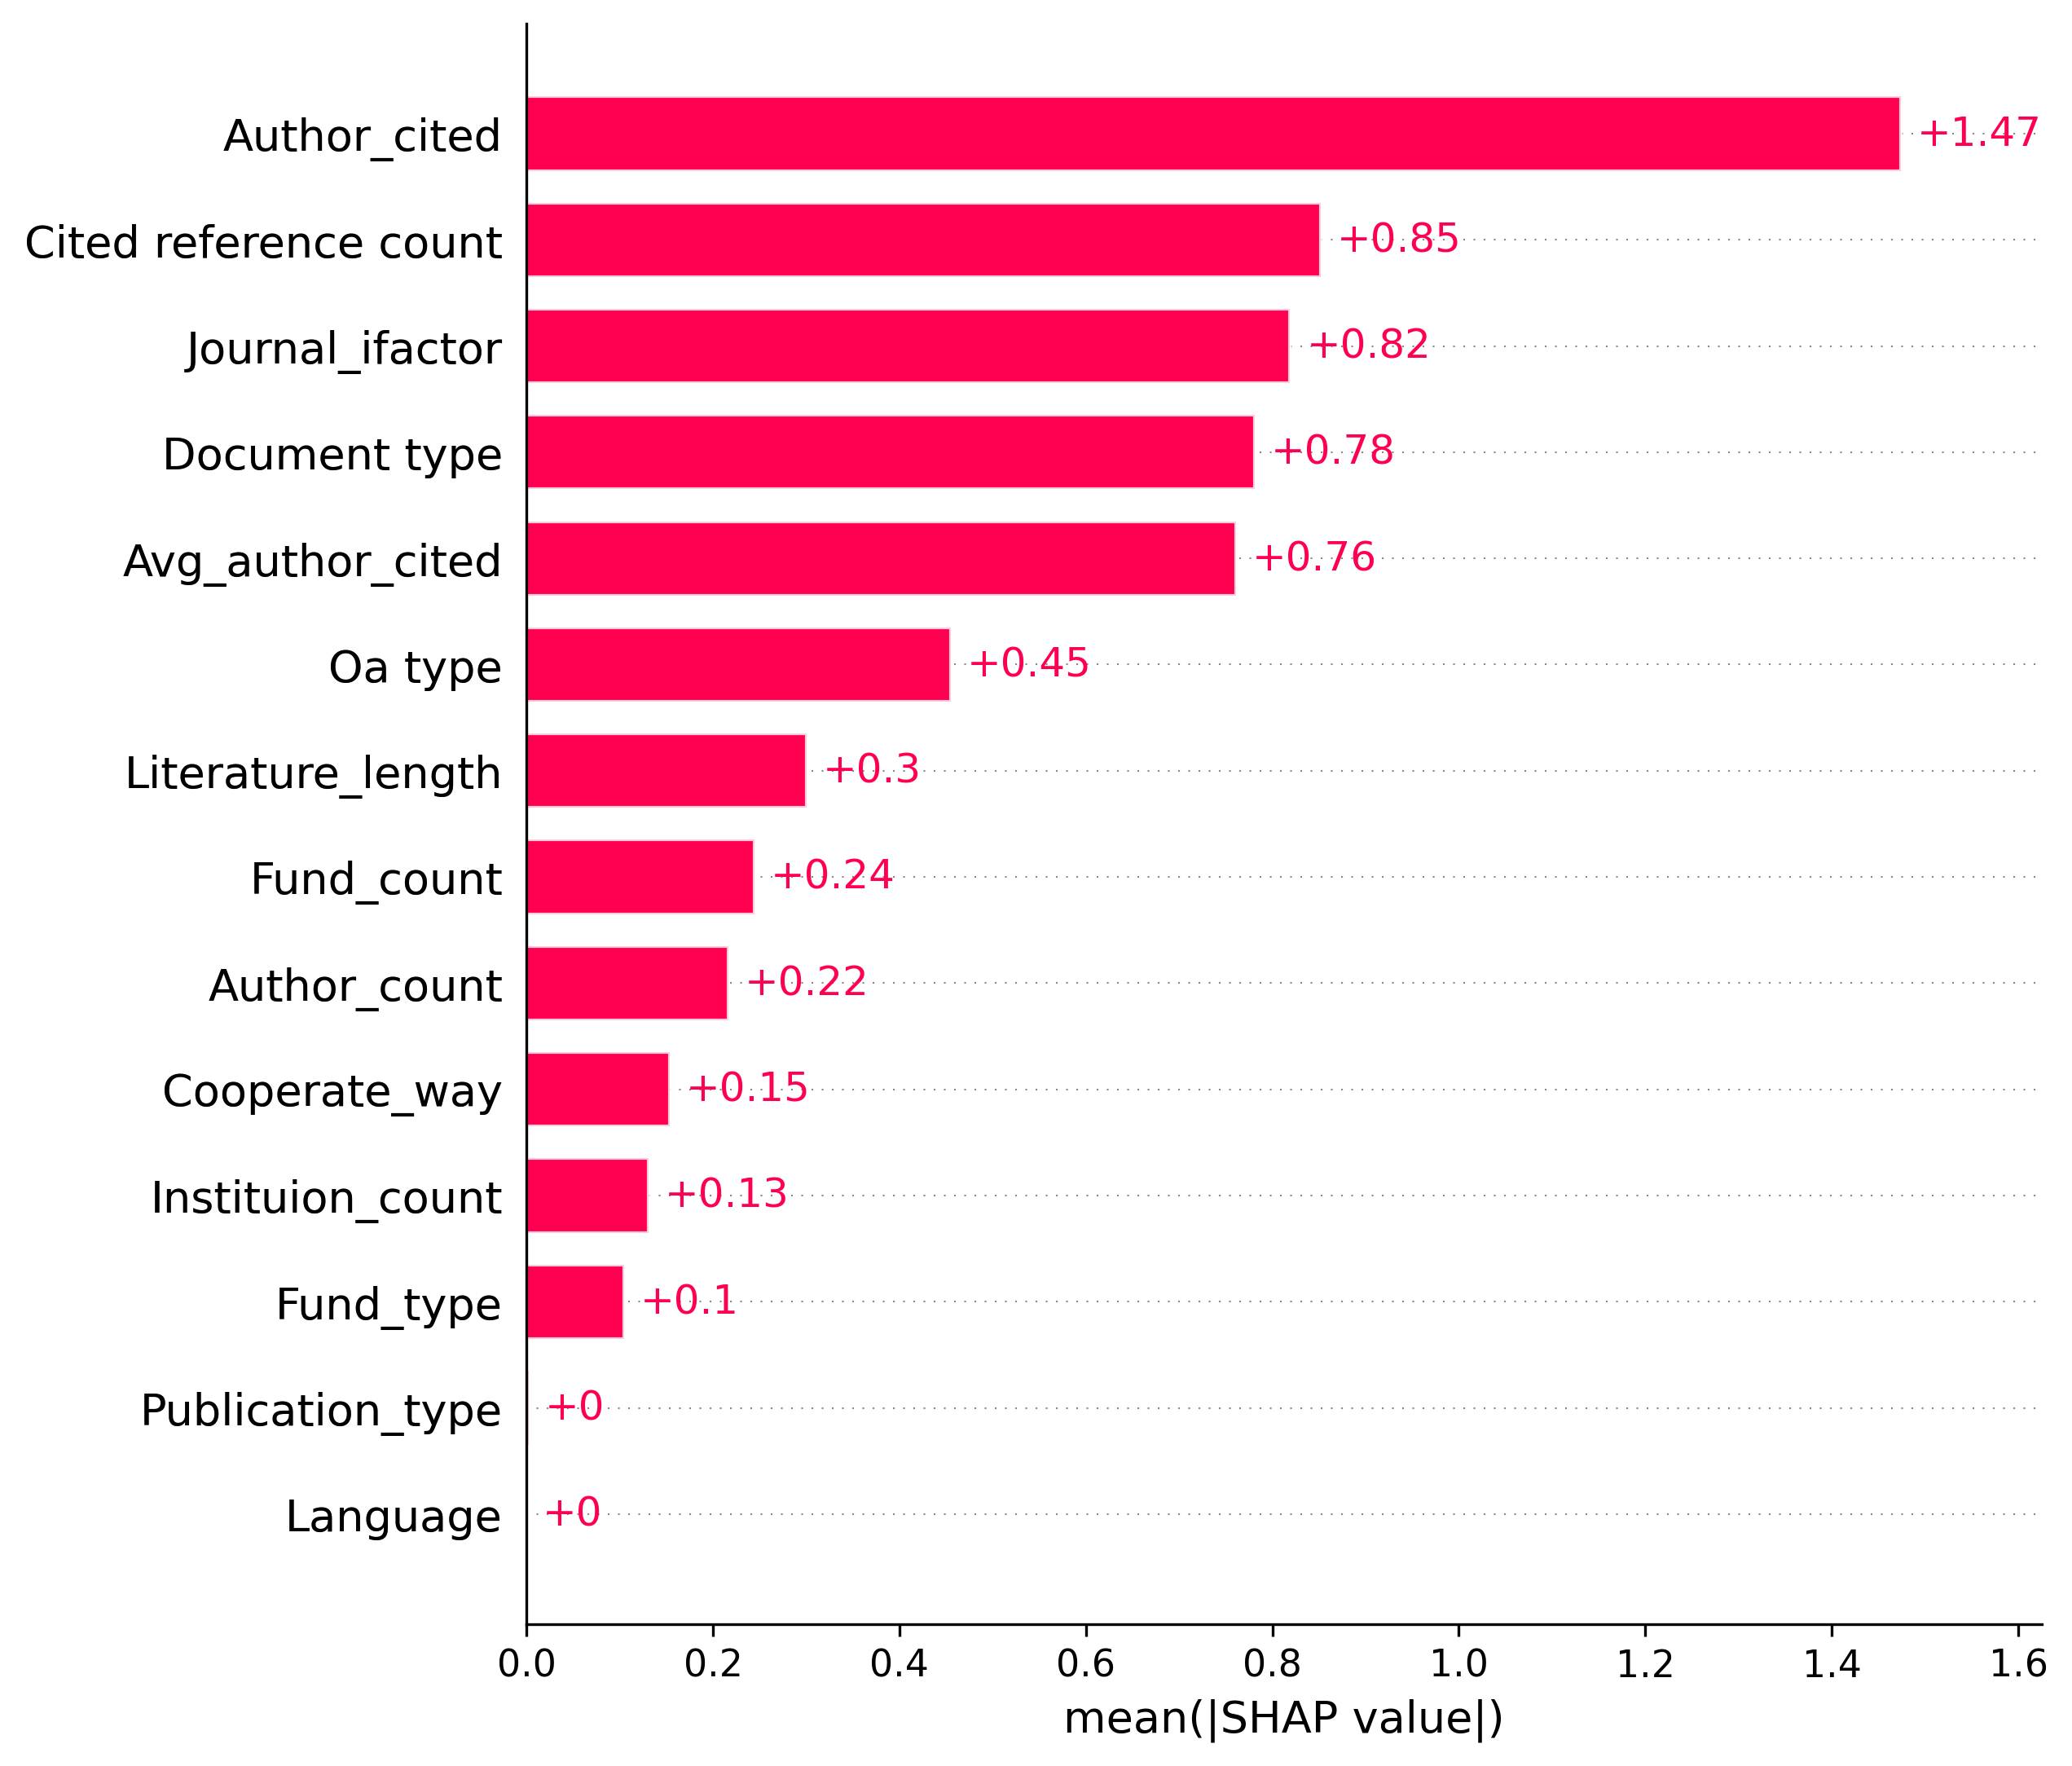 Author_cited +1.47
Cited reference count +0.85
Journal_ifactor +0.82
Document type +0.78
Avg_author_cited +0.76
Oa type +0.45
Literature_length +0.3
Fund_count +0.24
Author_count +0.22
Cooperate_way +0.15
Instituion_count +0.13
Fund_type +0.1
Publication_type +0
Language +0
0.0 0.2 0.4 0.6 0.8 1.0 1.2 1.4 1.6
mean(|SHAP value|)